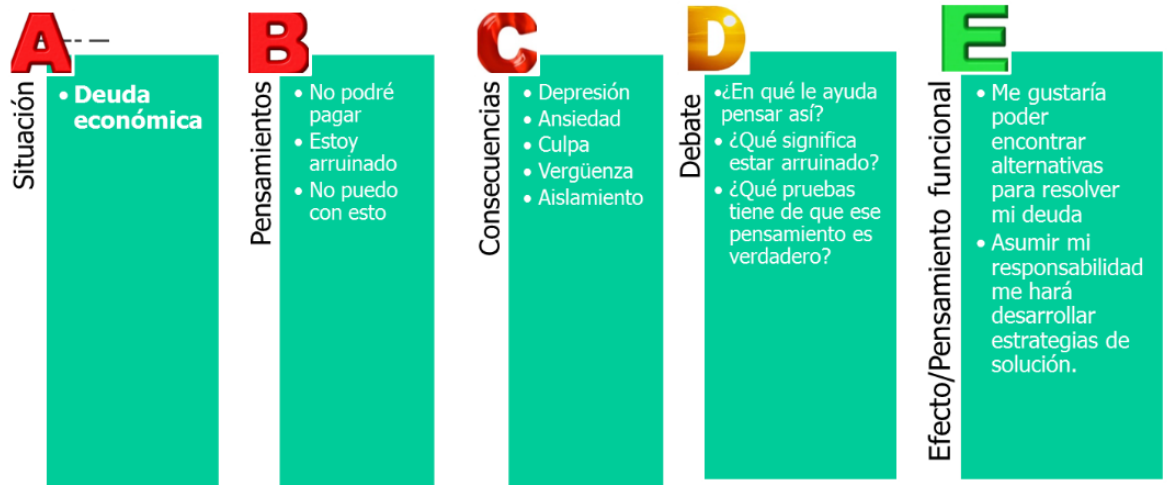 A
Situación
• Deuda
económica
B
Pensamientos
• No podré
pagar
• Estoy
arruinado
• No puedo
con esto
C
Consecuencias
• Depresión
• Ansiedad
• Culpa
• Vergüenza
• Aislamiento
D
Debate
•¿En qué le ayuda
pensar así?
• ¿Qué significa
estar arruinado?
• ¿Qué pruebas
tiene de que ese
pensamiento es
verdadero?
E
Efecto/Pensamiento funcional
• Me gustaría
poder
encontrar
alternativas
para resolver
mi deuda
• Asumir mi
responsabilidad
me hará
desarrollar
estrategias de
solución.